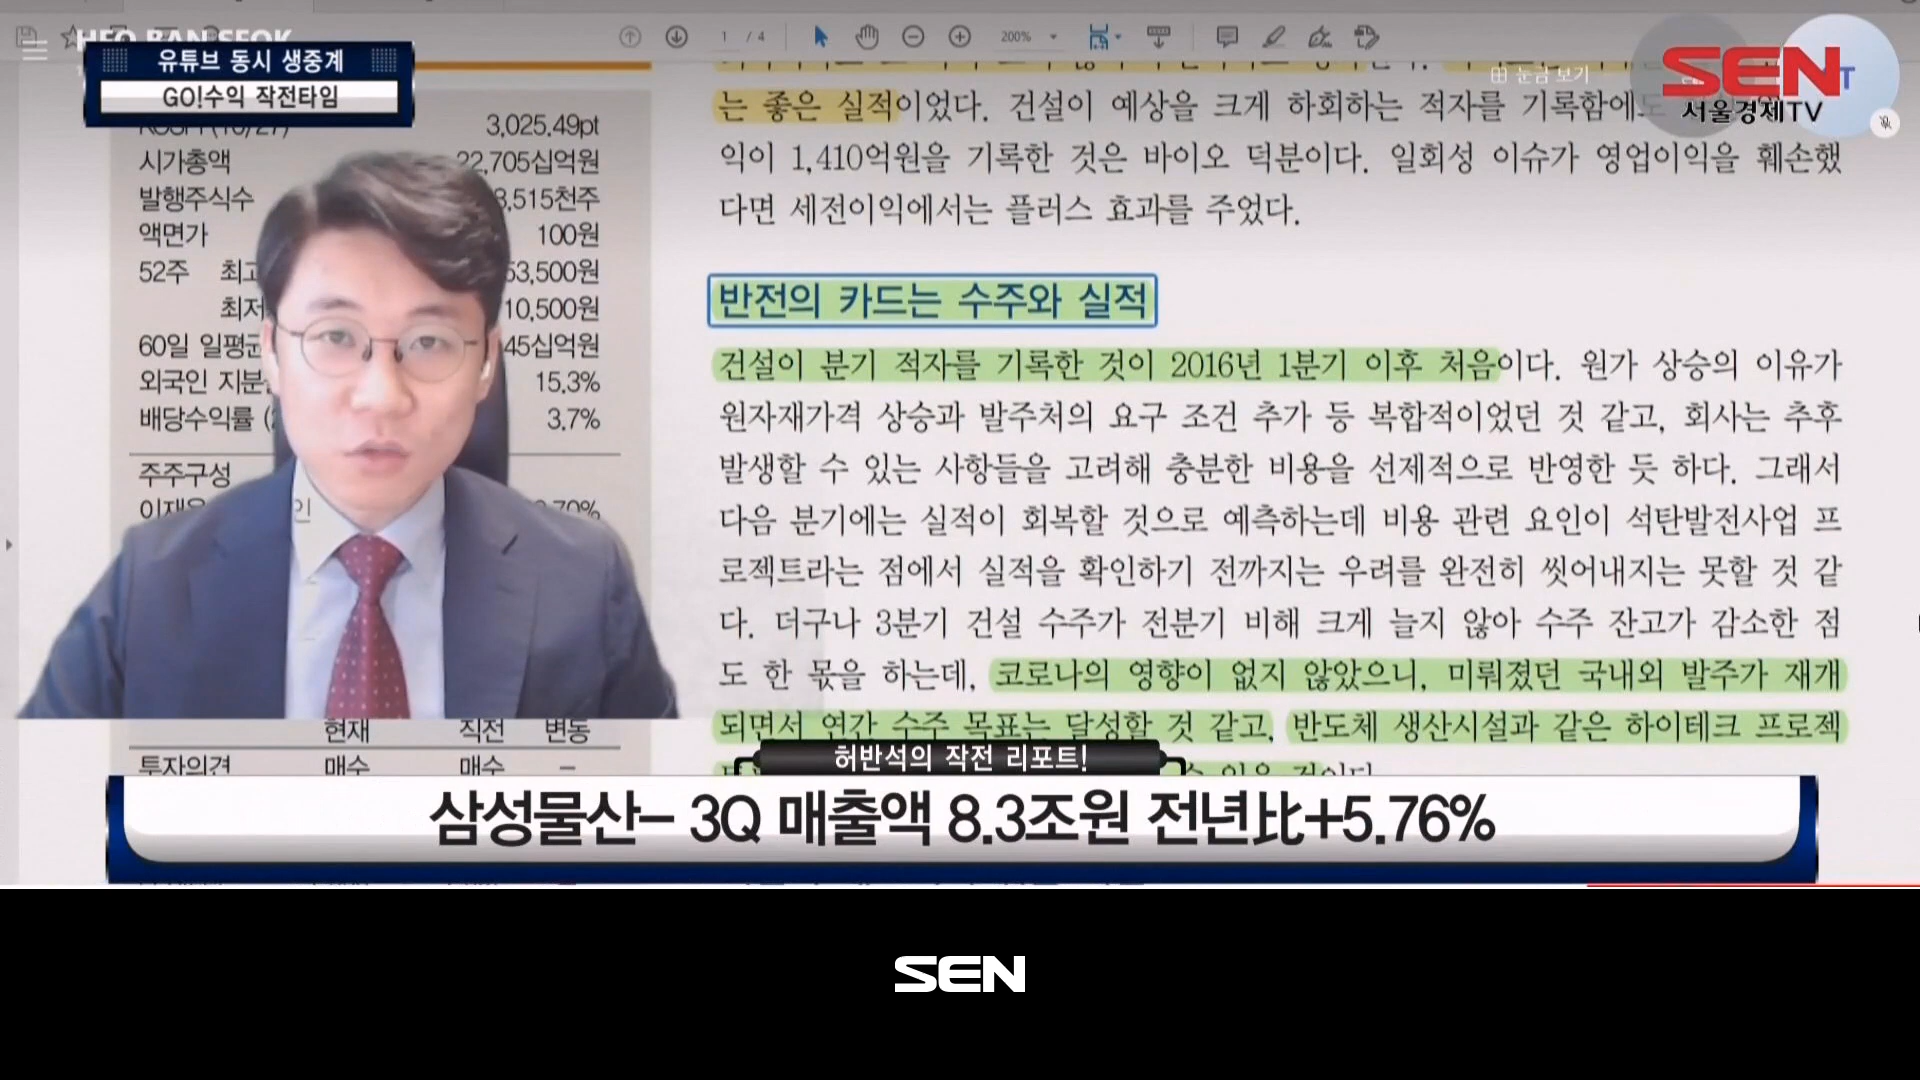 HEO BAN SEOK
유튜브 동시 생중계
GO!수익 작전타임
1 / 4
200%
눈금 보기
SEN
서울경제TV
KOSPI (10/27) 3,025.49pt
시가총액 22,705십억원
발행주식수 8,515천주
액면가 100원
52주 최고 53,500원
최저 10,500원
60일 일평균 45십억원
외국인 지분 15.3%
배당수익률 3.7%
주주구성
인
현재 직전 변동
투자의견 매수 매수 –
는 좋은 실적이었다. 건설이 예상을 크게 하회하는 적자를 기록함에도
익이 1,410억원을 기록한 것은 바이오 덕분이다. 일회성 이슈가 영업이익을 훼손했
다면 세전이익에서는 플러스 효과를 주었다.
반전의 카드는 수주와 실적
건설이 분기 적자를 기록한 것이 2016년 1분기 이후 처음이다. 원가 상승의 이유가
원자재가격 상승과 발주처의 요구 조건 추가 등 복합적이었던 것 같고, 회사는 추후
발생할 수 있는 사항들을 고려해 충분한 비용을 선제적으로 반영한 듯 하다. 그래서
다음 분기에는 실적이 회복할 것으로 예측하는데 비용 관련 요인이 석탄발전사업 프
로젝트라는 점에서 실적을 확인하기 전까지는 우려를 완전히 씻어내지는 못할 것 같
다. 더구나 3분기 건설 수주가 전분기 비해 크게 늘지 않아 수주 잔고가 감소한 점
도 한 몫을 하는데, 코로나의 영향이 없지 않았으니, 미뤄졌던 국내외 발주가 재개
되면서 연간 수주 목표는 달성할 것 같고, 반도체 생산시설과 같은 하이테크 프로젝
허반석의 작전 리포트!
삼성물산– 3Q 매출액 8.3조원 전년比+5.76%
SEN